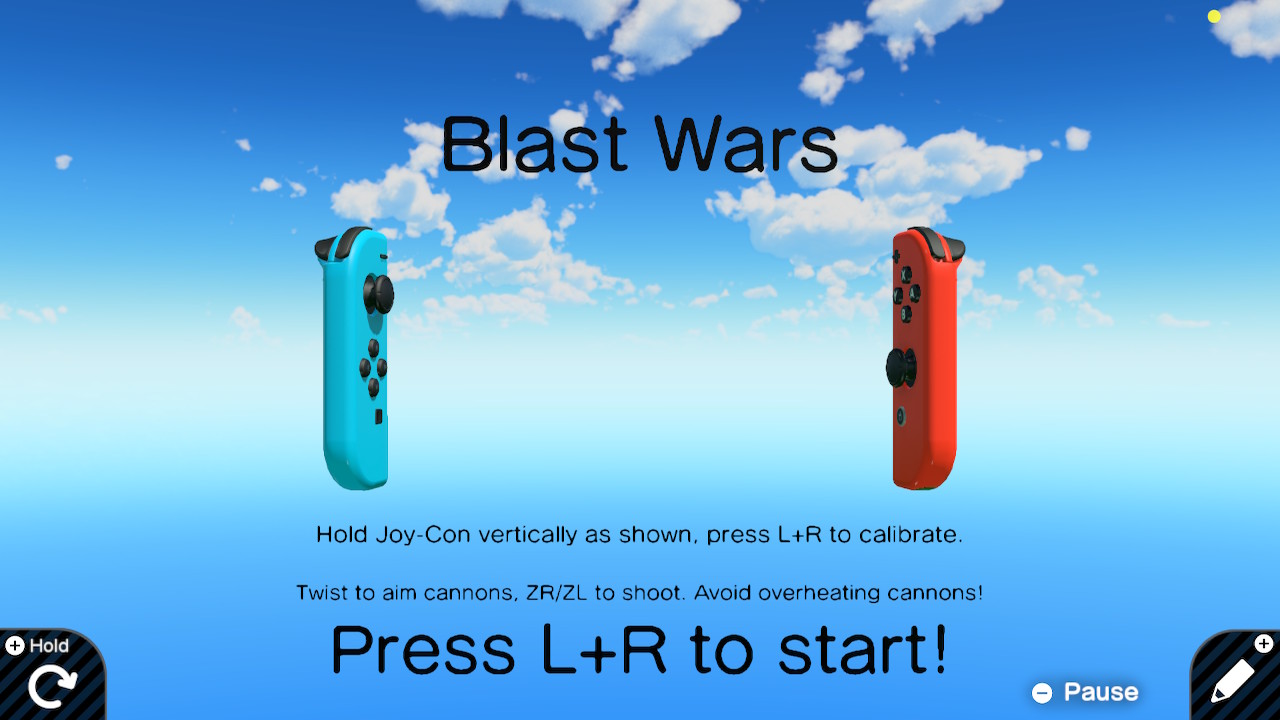 Blast Wars
Hold Joy-Con vertically as shown, press L+R to calibrate.
Twist to aim cannons, ZR/ZL to shoot. Avoid overheating cannons!
Press L+R to start!
Hold
Pause